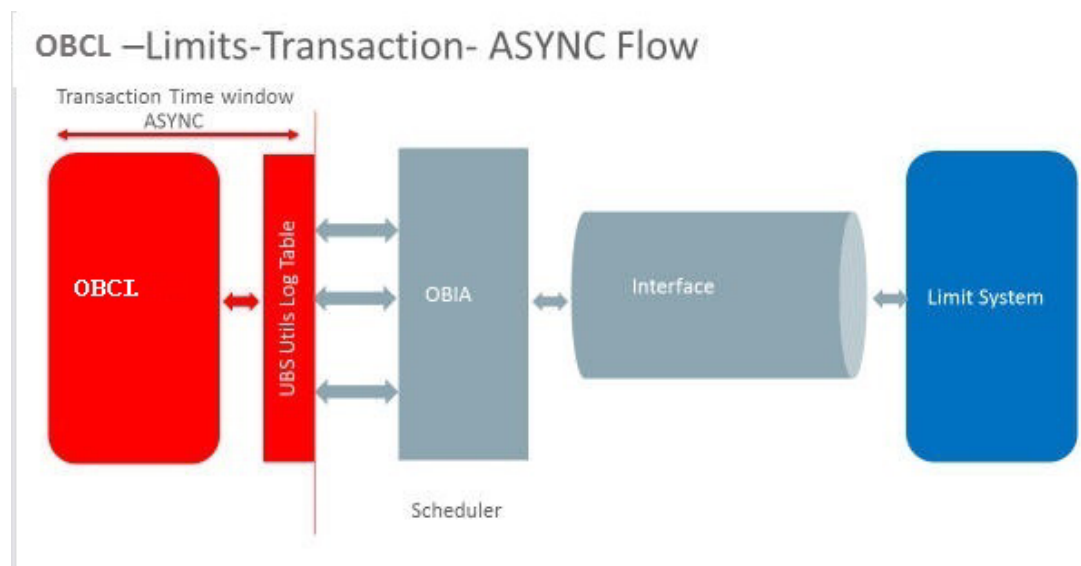 OBCL –Limits-Transaction- ASYNC Flow
Transaction Time window
ASYNC
OBCL
UBS Utils Log Table
OBIA
Interface
Limit System
Scheduler